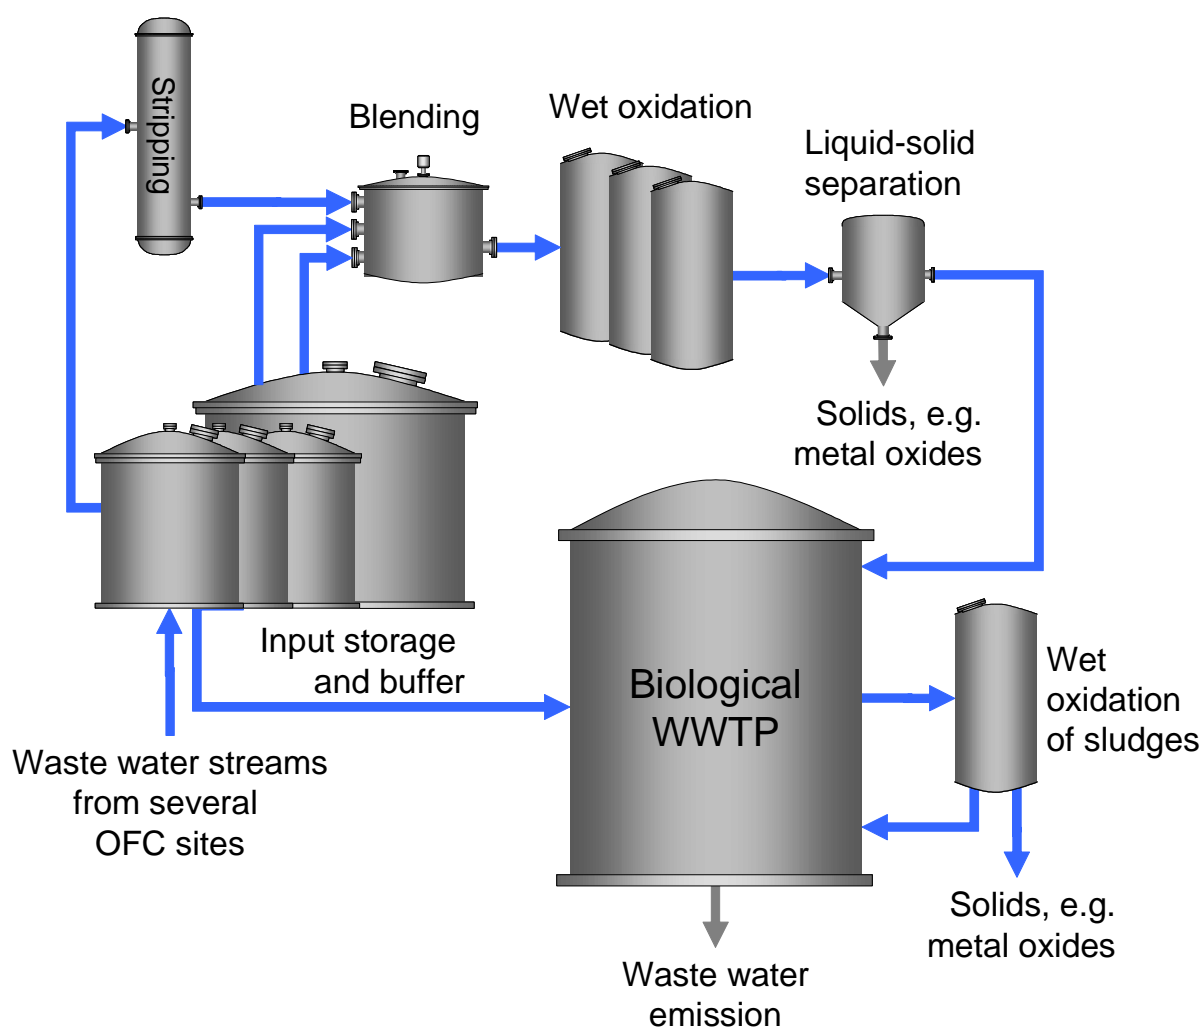 Stripping
Blending
Wet oxidation
Liquid-solid
separation
Solids, e.g.
metal oxides
Input storage
and buffer
Biological
WWTP
Wet
oxidation
of sludges
Waste water streams
from several
OFC sites
Solids, e.g.
metal oxides
Waste water
emission